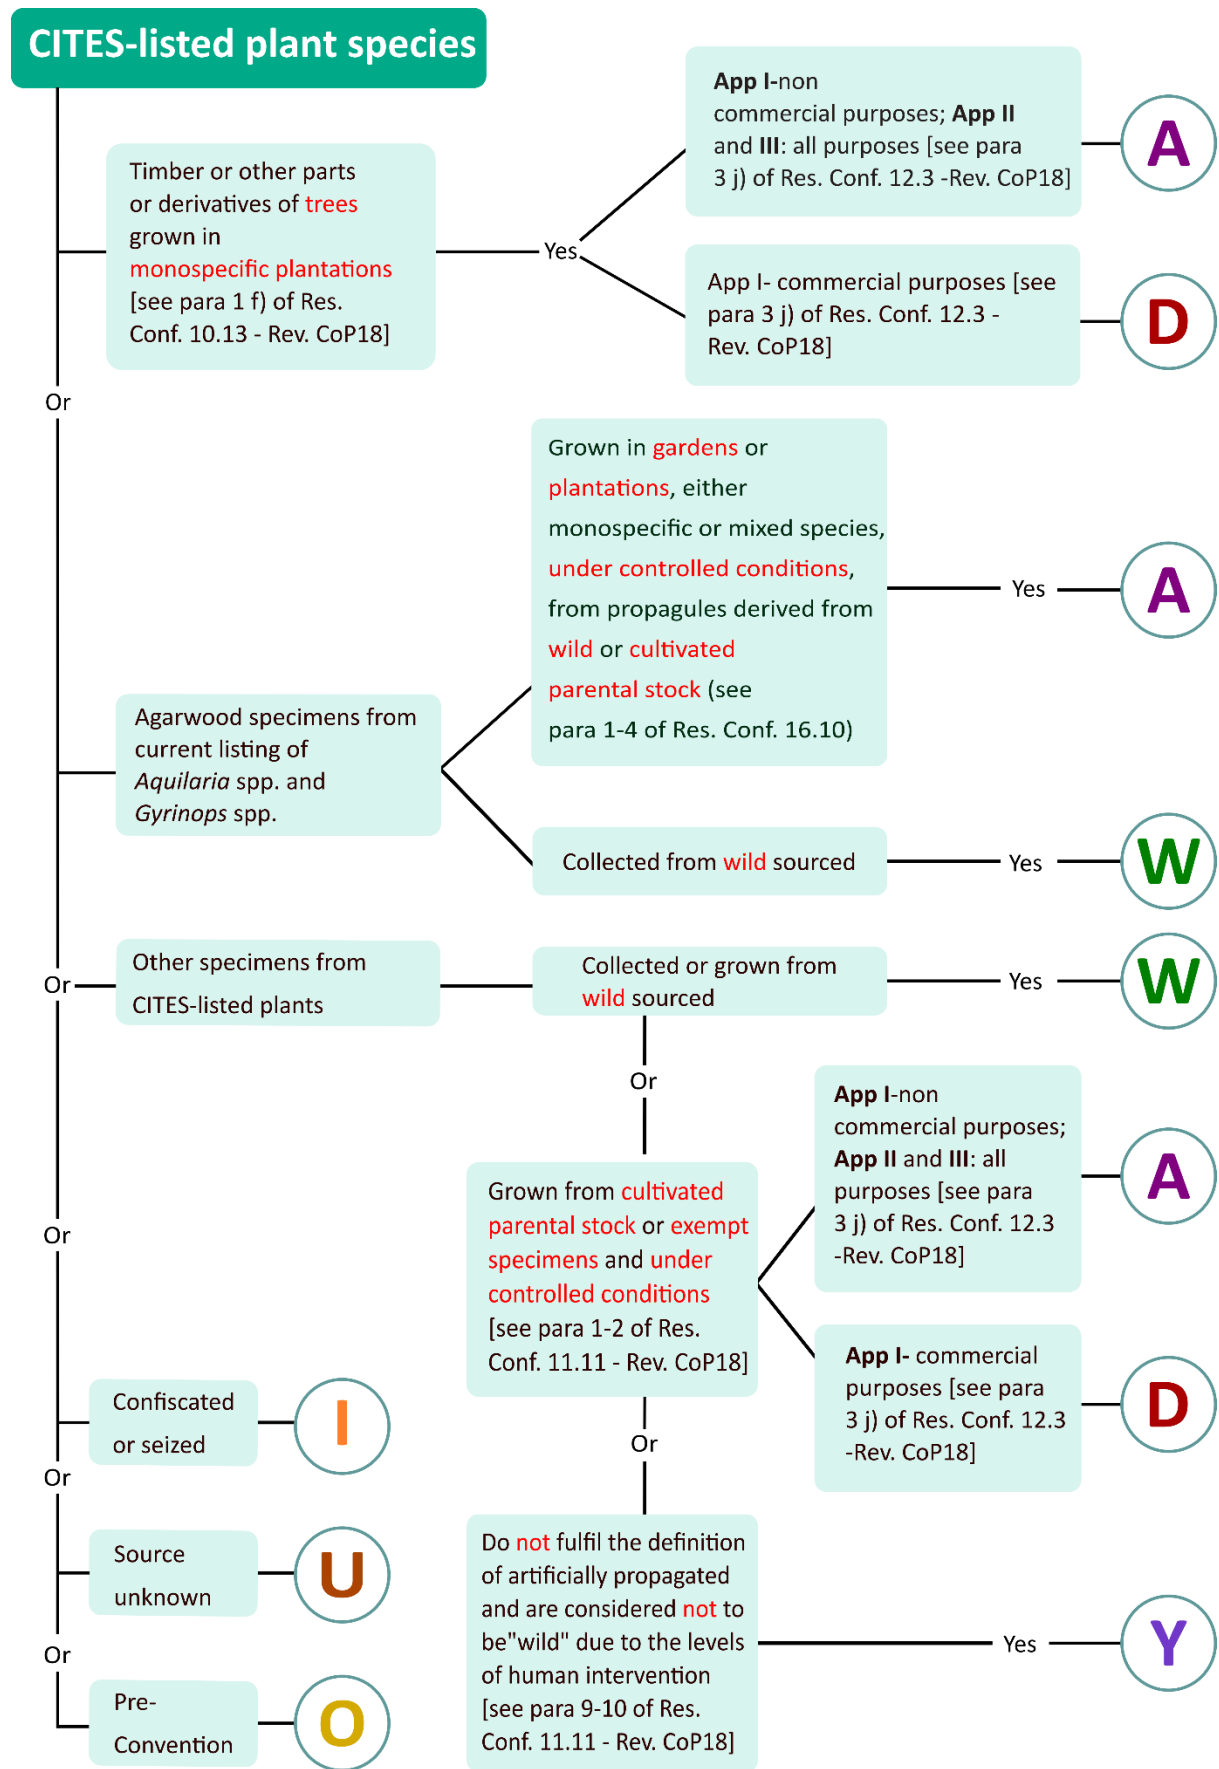 CITES-listed plant species
Timber or other parts
or derivatives of trees
grown in
monospecific plantations
[see para 1 f) of Res.
Conf. 10.13 - Rev. CoP18]
Yes
App I-non
commercial purposes; App II
and III: all purposes [see para
3 j) of Res. Conf. 12.3 -Rev. CoP18]
A
App I- commercial purposes [see
para 3 j) of Res. Conf. 12.3 -
Rev. CoP18]
D
Or
Agarwood specimens from
current listing of
Aquilaria spp. and
Gyrinops spp.
Grown in gardens or
plantations, either
monospecific or mixed species,
under controlled conditions,
from propagules derived from
wild or cultivated
parental stock (see
para 1-4 of Res. Conf. 16.10)
Yes
A
Collected from wild sourced
Yes
W
Or
Other specimens from
CITES-listed plants
Collected or grown from
wild sourced
Yes
W
Or
Grown from cultivated
parental stock or exempt
specimens and under
controlled conditions
[see para 1-2 of Res.
Conf. 11.11 - Rev. CoP18]
App I-non
commercial purposes;
App II and III: all
purposes [see para
3 j) of Res. Conf. 12.3
-Rev. CoP18]
A
App I- commercial
purposes [see para
3 j) of Res. Conf. 12.3
-Rev. CoP18]
D
Or
Do not fulfil the definition
of artificially propagated
and are considered not to
be"wild" due to the levels
of human intervention
[see para 9-10 of Res.
Conf. 11.11 - Rev. CoP18]
Yes
Y
Or
Confiscated
or seized
I
Or
Source
unknown
U
Or
Pre-
Convention
O